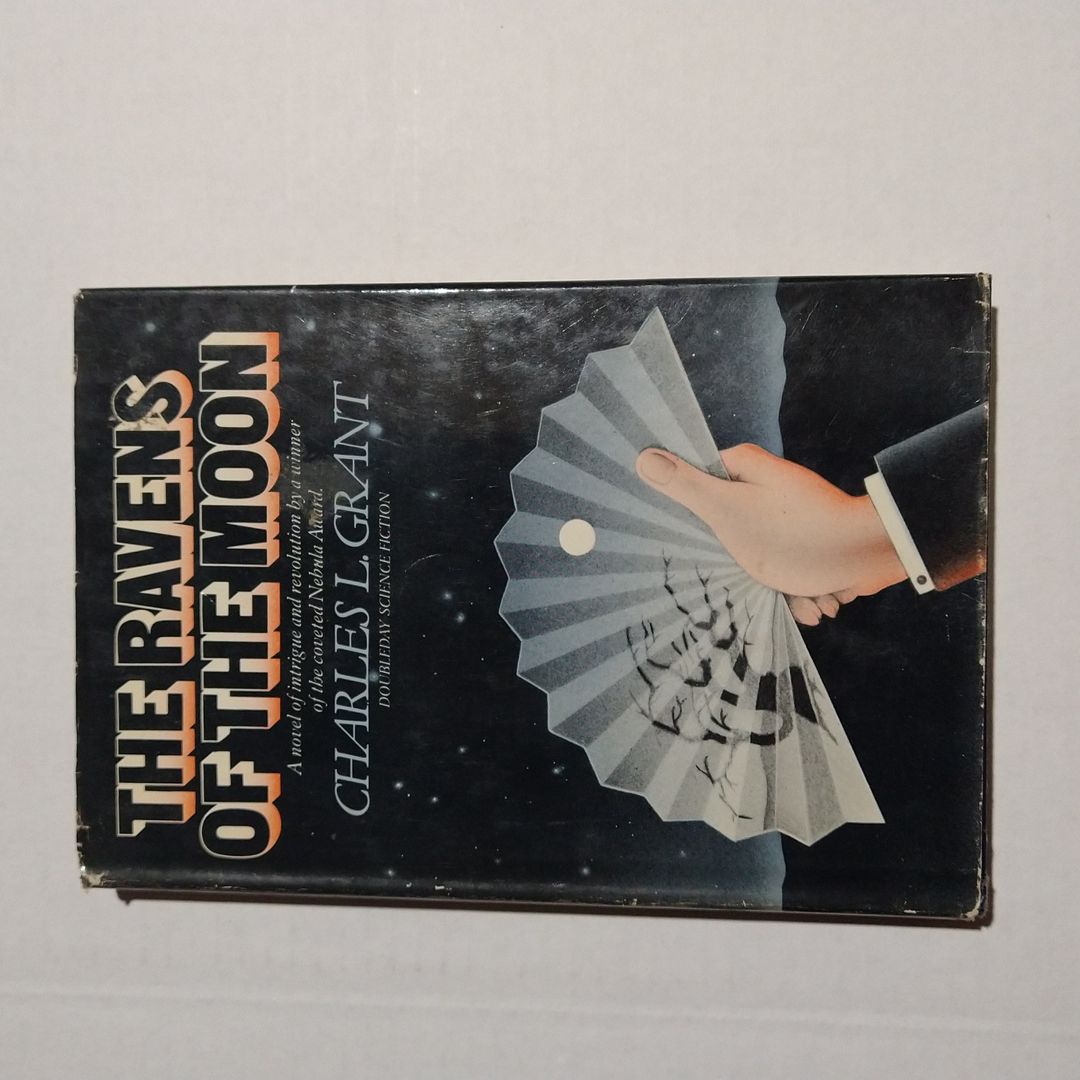 THE RAVENS
OF THE MOON
A novel of intrigue and revolution by a winner
of the coveted Nebula Award.
CHARLES L. GRANT
DOUBLEDAY SCIENCE FICTION